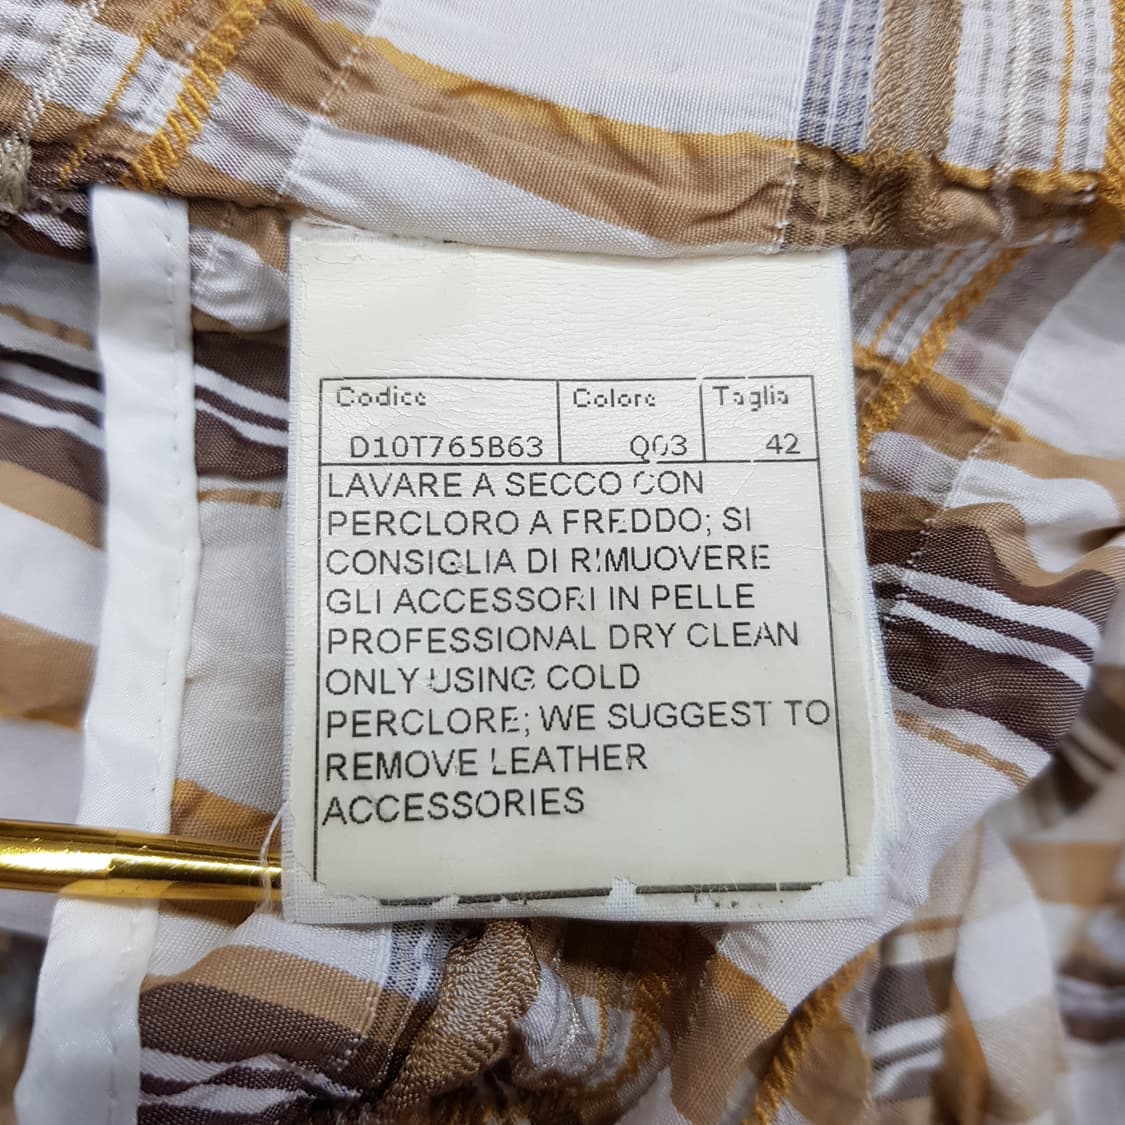 Codice Colore Taglia
D10T765B63 Q03 42
LAVARE A SECCO CON
PERCLORO A FREDDO; SI
CONSIGLIA DI RIMUOVERE
GLI ACCESSORI IN PELLE
PROFESSIONAL DRY CLEAN
ONLY USING COLD
PERCLORE; WE SUGGEST TO
REMOVE LEATHER
ACCESSORIES